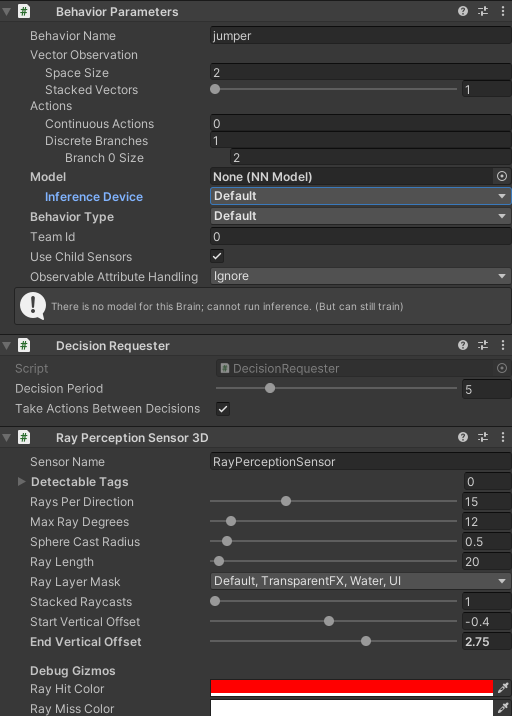 Behavior Parameters
Behavior Name jumper
Vector Observation
Space Size 2
Stacked Vectors 1
Actions
Continuous Actions 0
Discrete Branches 1
Branch 0 Size 2
Model None (NN Model)
Inference Device Default
Behavior Type Default
Team Id 0
Use Child Sensors
Observable Attribute Handling Ignore
There is no model for this Brain; cannot run inference. (But can still train)
Decision Requester
Script DecisionRequester
Decision Period 5
Take Actions Between Decisions
Ray Perception Sensor 3D
Sensor Name RayPerceptionSensor
Detectable Tags 0
Rays Per Direction 15
Max Ray Degrees 12
Sphere Cast Radius 0.5
Ray Length 20
Ray Layer Mask Default, TransparentFX, Water, UI
Stacked Raycasts 1
Start Vertical Offset -0.4
End Vertical Offset 2.75
Debug Gizmos
Ray Hit Color
Ray Miss Color